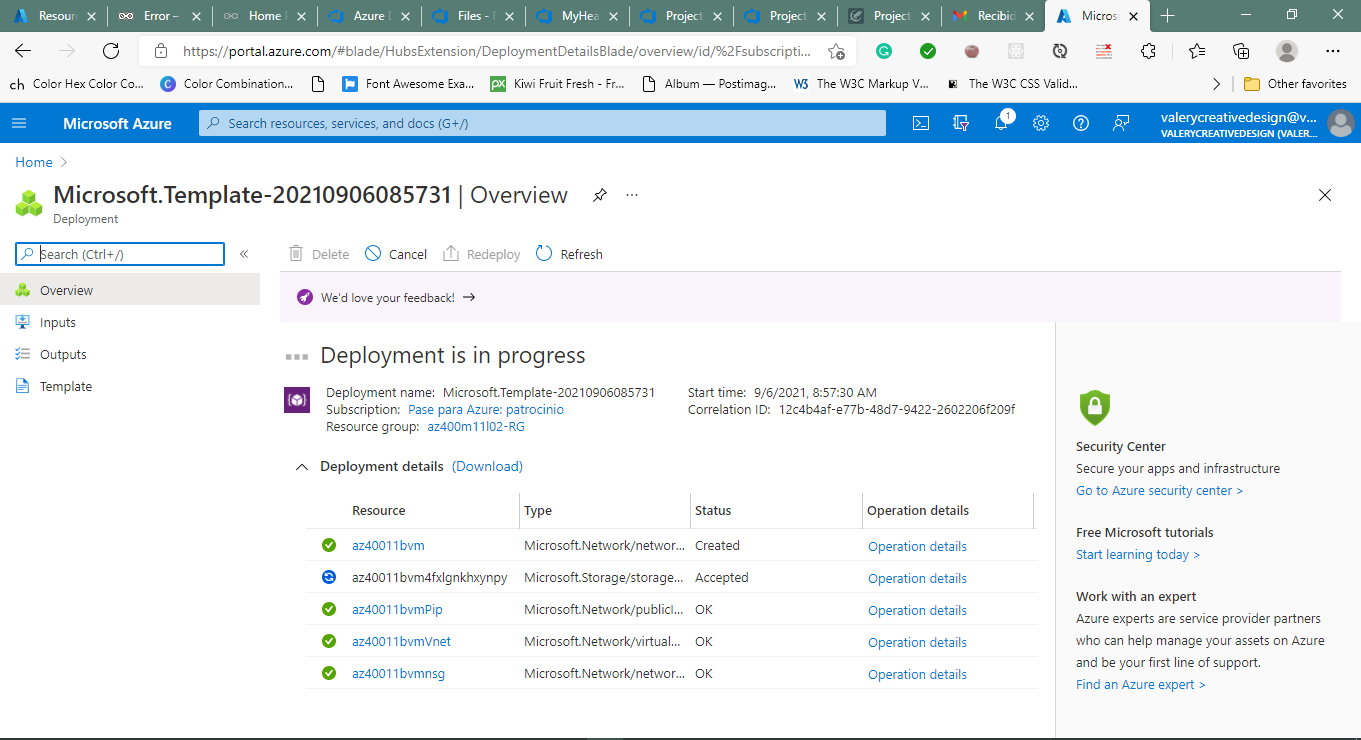 Resour
Error –
Home
Azure D
Files -
MyHea
Project
Project
Project
Recibid
Micros
https://portal.azure.com/#blade/HubsExtension/DeploymentDetailsBlade/overview/id/%2Fsubscripti...
ch Color Hex Color Co...
C Color Combination...
Font Awesome Exa...
px Kiwi Fruit Fresh - Fr...
Album — Postimag...
W3 The W3C Markup V...
The W3C CSS Valid...
Other favorites
Microsoft Azure
Search resources, services, and docs (G+/)
1
valerycreativedesign@v...
VALERYCREATIVEDESIGN (VALER...
Home
Microsoft.Template-20210906085731 | Overview
Deployment
Search (Ctrl+/)
Delete
Cancel
Redeploy
Refresh
Overview
Inputs
Outputs
Template
We'd love your feedback!
Deployment is in progress
Deployment name: Microsoft.Template-20210906085731
Subscription: Pase para Azure: patrocinio
Resource group: az400m11l02-RG
Start time: 9/6/2021, 8:57:30 AM
Correlation ID: 12c4b4af-e77b-48d7-9422-2602206f209f
Deployment details (Download)
Resource Type Status Operation details
az40011bvm Microsoft.Network/networ... Created Operation details
az40011bvm4fxlgnkhxynpy Microsoft.Storage/storage... Accepted Operation details
az40011bvmPip Microsoft.Network/publicI... OK Operation details
az40011bvmVnet Microsoft.Network/virtual... OK Operation details
az40011bvmnsg Microsoft.Network/networ... OK Operation details
Security Center
Secure your apps and infrastructure
Go to Azure security center >
Free Microsoft tutorials
Start learning today >
Work with an expert
Azure experts are service provider partners
who can help manage your assets on Azure
and be your first line of support.
Find an Azure expert >